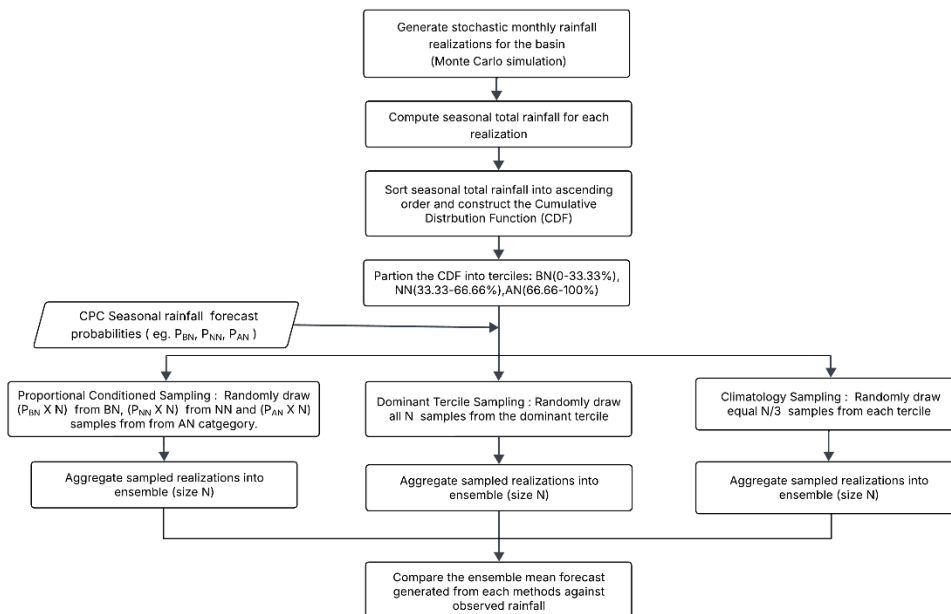 Generate stochastic monthly rainfall
realizations for the basin
(Monte Carlo simulation)
Compute seasonal total rainfall for each
realization
Sort seasonal total rainfall into ascending
order and construct the Cumulative
Distrbution Function (CDF)
Partion the CDF into terciles: BN(0-33.33%),
NN(33.33-66.66%),AN(66.66-100%)
CPC Seasonal rainfall forecast
probabilities ( eg. PBN, PNN, PAN )
Proportional Conditioned Sampling : Randomly draw
(PBN X N) from BN, (PNN X N) from NN and (PAN X N)
samples from from AN catgegory.
Dominant Tercile Sampling : Randomly draw
all N samples from the dominant tercile
Climatology Sampling : Randomly draw
equal N/3 samples from each tercile
Aggregate sampled realizations into
ensemble (size N)
Aggregate sampled realizations into
ensemble (size N)
Aggregate sampled realizations into
ensemble (size N)
Compare the ensemble mean forecast
generated from each methods against
observed rainfall